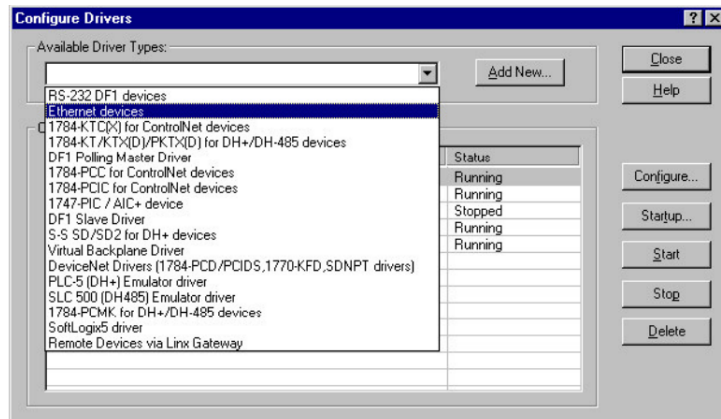 Configure Drivers
Available Driver Types:
Add New...
Close
Help
RS-232 DF1 devices
Ethernet devices
1784-KTC(X) for ControlNet devices
1784-KT/KTX(D)/PKTX(D) for DH+/DH-485 devices
DF1 Polling Master Driver
1784-PCC for ControlNet devices
1784-PCIC for ControlNet devices
1747-PIC / AIC+ device
DF1 Slave Driver
S-S SD/SD2 for DH+ devices
Virtual Backplane Driver
DeviceNet Drivers (1784-PCD/PCIDS,1770-KFD,SDNPT drivers)
PLC-5 (DH+) Emulator driver
SLC 500 (DH485) Emulator driver
1784-PCMK for DH+/DH-485 devices
SoftLogix5 driver
Remote Devices via Linx Gateway
Status
Running
Running
Stopped
Running
Running
Configure...
Startup...
Start
Stop
Delete